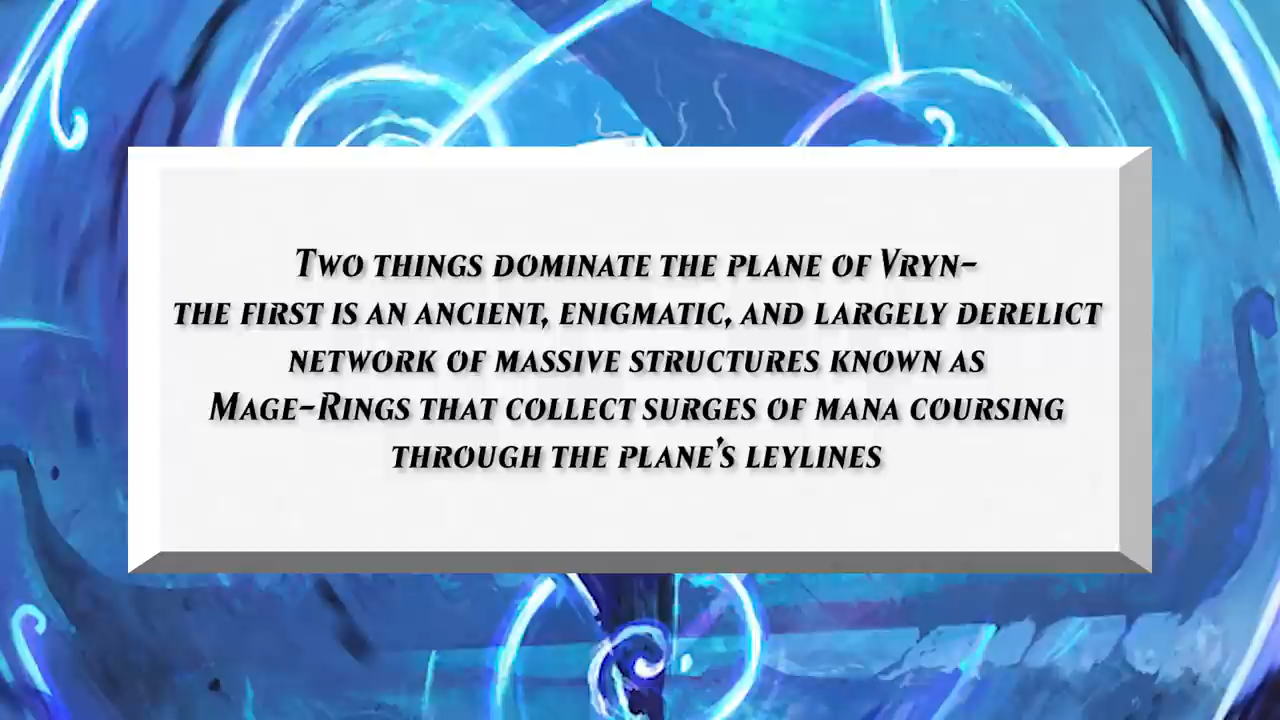 Two things dominate the plane of Vryn-
the first is an ancient, enigmatic, and largely derelict
network of massive structures known as
Mage-Rings that collect surges of mana coursing
through the plane's leylines